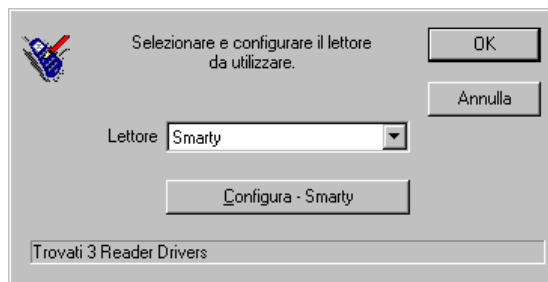 Selezionare e configurare il lettore
da utilizzare.
OK
Annulla
Lettore Smarty
Configura - Smarty
Trovati 3 Reader Drivers